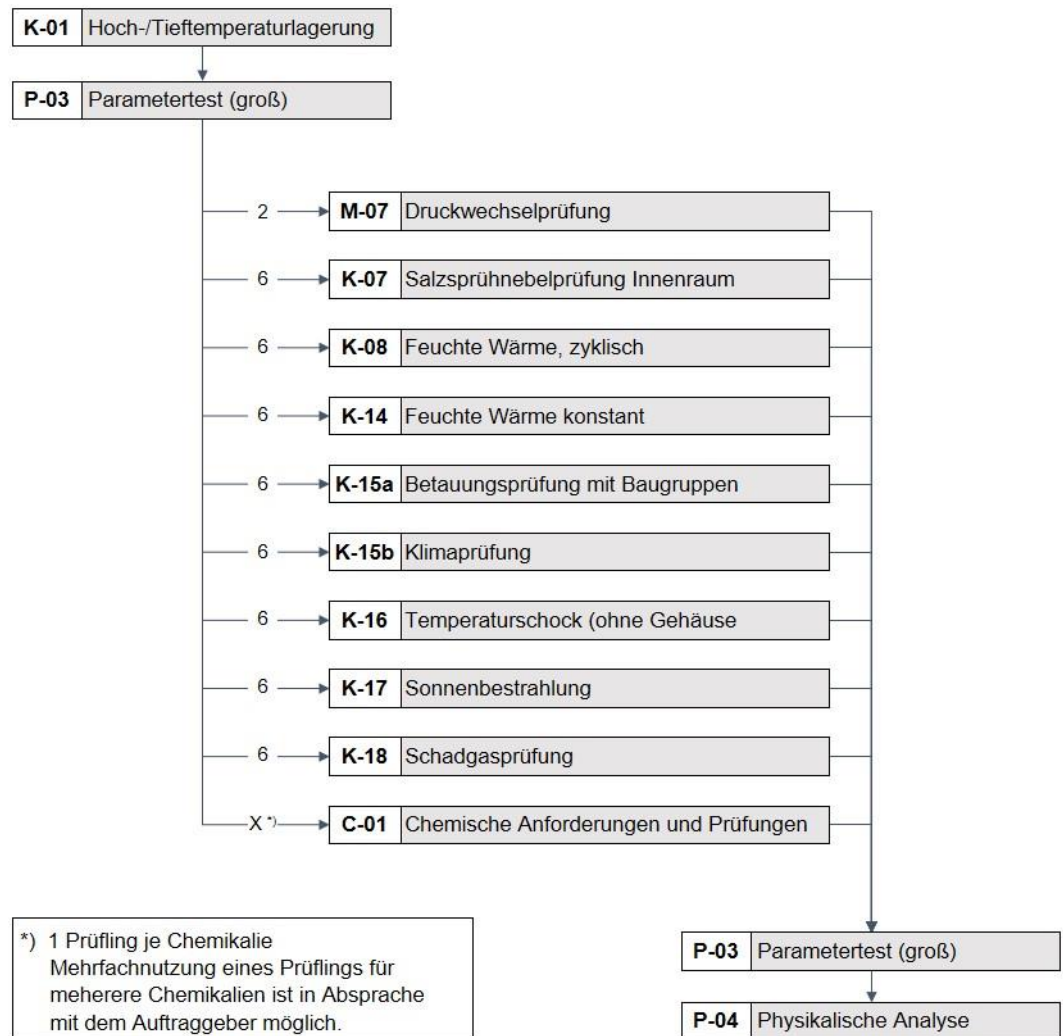 K-01 Hoch-/Tieftemperaturlagerung
P-03 Parametertest (groß)
2 M-07 Druckwechselprüfung
6 K-07 Salzsprühnebelprüfung Innenraum
6 K-08 Feuchte Wärme, zyklisch
6 K-14 Feuchte Wärme konstant
6 K-15a Betauungsprüfung mit Baugruppen
6 K-15b Klimaprüfung
6 K-16 Temperaturschock (ohne Gehäuse
6 K-17 Sonnenbestrahlung
6 K-18 Schadgasprüfung
X *) C-01 Chemische Anforderungen und Prüfungen
*) 1 Prüfling je Chemikalie
Mehrfachnutzung eines Prüflings für
meherere Chemikalien ist in Absprache
mit dem Auftraggeber möglich.
P-03 Parametertest (groß)
P-04 Physikalische Analyse